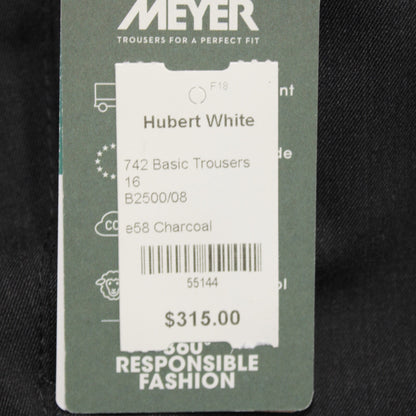 MEYER
TROUSERS FOR A PERFECT FIT
F18
Hubert White
742 Basic Trousers
16
B2500/08
e58 Charcoal
55144
$315.00
360°
RESPONSIBLE
FASHION